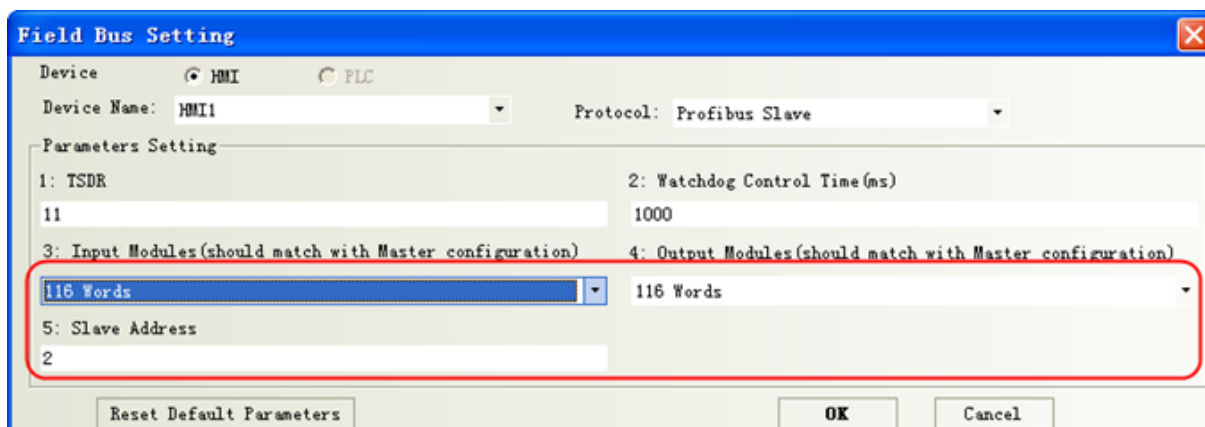 Field Bus Setting
Device HMI PLC
Device Name: HMI1 Protocol: Profibus Slave
Parameters Setting
1: TSDR 2: Watchdog Control Time(ms)
11 1000
3: Input Modules(should match with Master configuration) 4: Output Modules(should match with Master configuration)
116 Words 116 Words
5: Slave Address
2
Reset Default Parameters OK Cancel